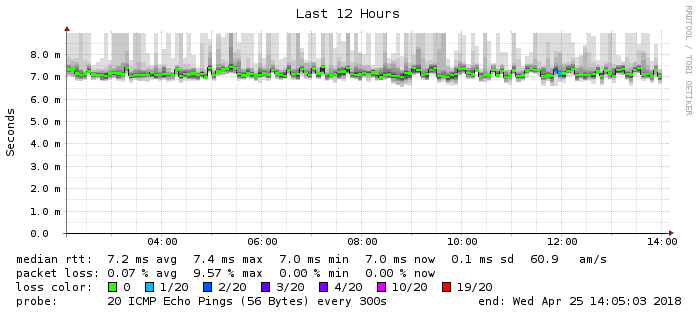 Last 12 Hours
RRDTOOL / TOBI OETIKER
Seconds
8.0 m
7.0 m
6.0 m
5.0 m
4.0 m
3.0 m
2.0 m
1.0 m
0.0
04:00 06:00 08:00 10:00 12:00 14:00
median rtt: 7.2 ms avg 7.4 ms max 7.0 ms min 7.0 ms now 0.1 ms sd 60.9 am/s
packet loss: 0.07 % avg 9.57 % max 0.00 % min 0.00 % now
loss color: 0 1/20 2/20 3/20 4/20 10/20 19/20
probe: 20 ICMP Echo Pings (56 Bytes) every 300s end: Wed Apr 25 14:05:03 2018